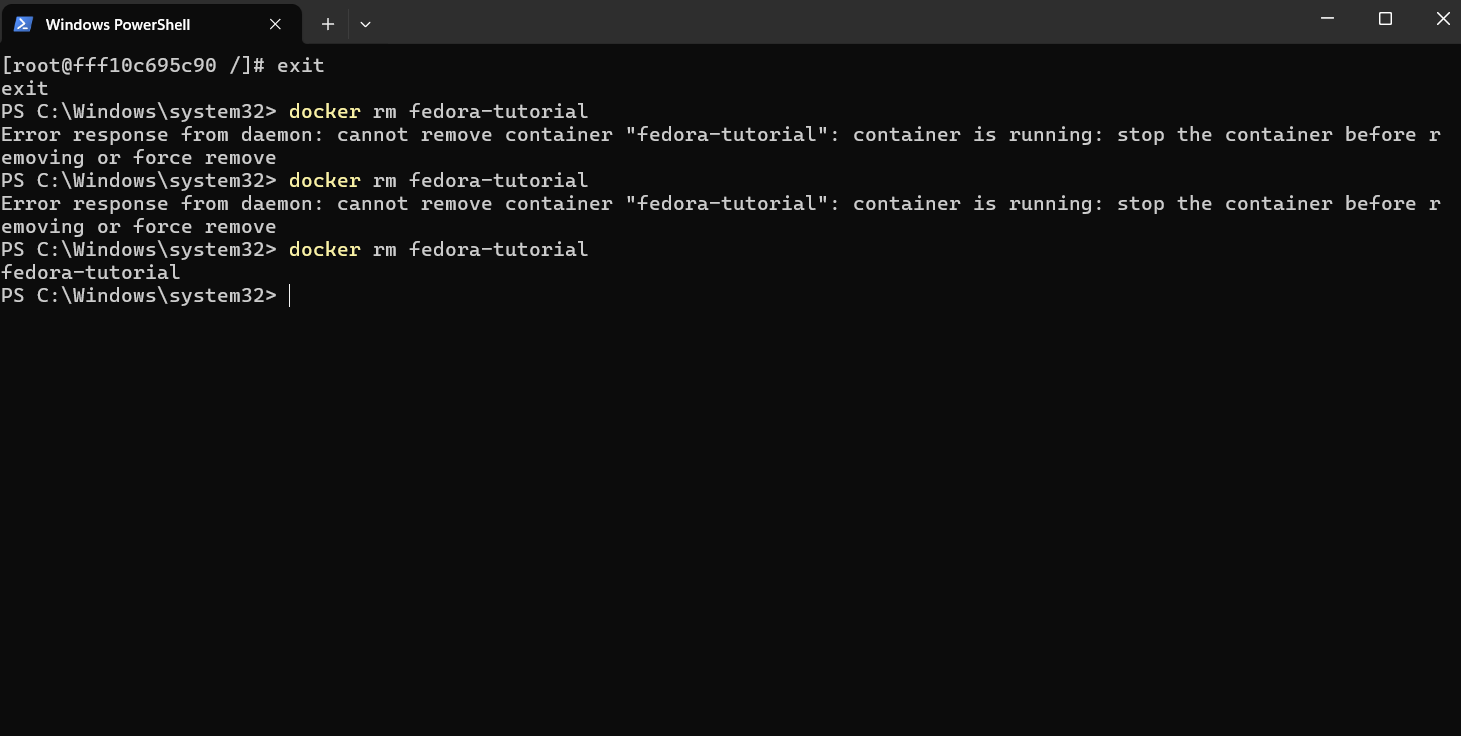 Windows PowerShell
[root@fff10c695c90 /]# exit
exit
PS C:\Windows\system32> docker rm fedora-tutorial
Error response from daemon: cannot remove container "fedora-tutorial": container is running: stop the container before r
emoving or force remove
PS C:\Windows\system32> docker rm fedora-tutorial
Error response from daemon: cannot remove container "fedora-tutorial": container is running: stop the container before r
emoving or force remove
PS C:\Windows\system32> docker rm fedora-tutorial
fedora-tutorial
PS C:\Windows\system32>